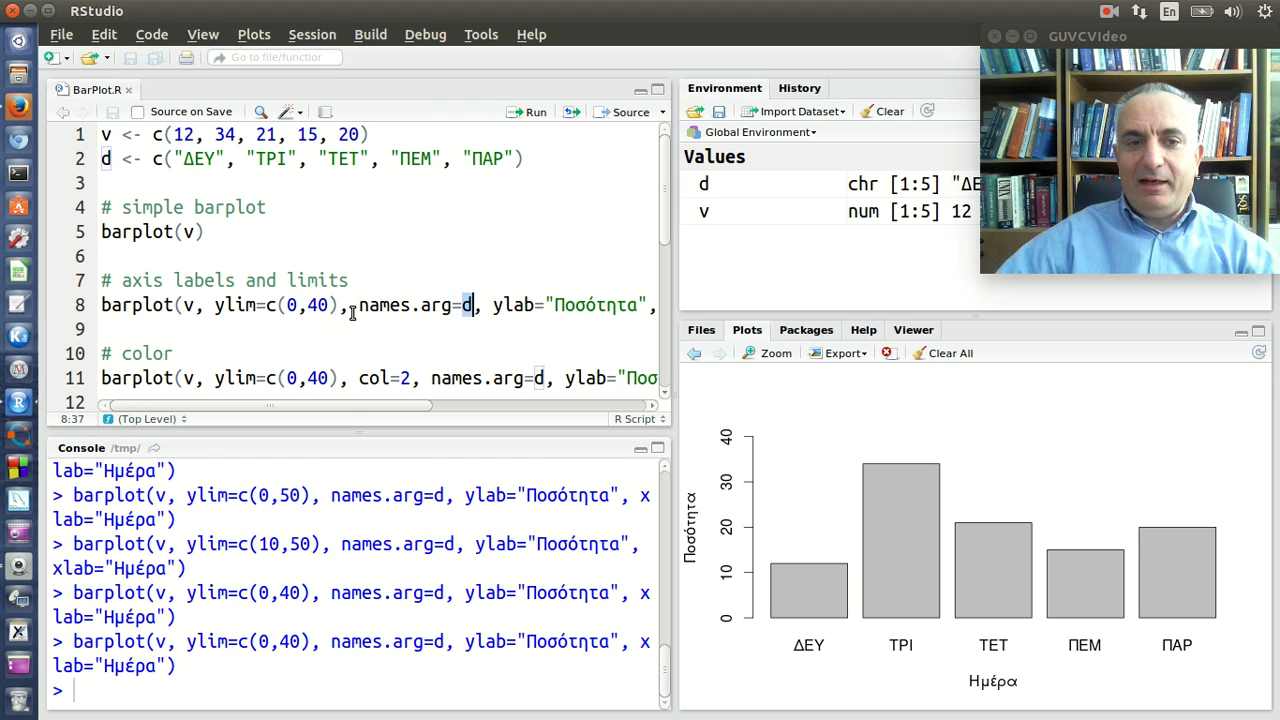 RStudio
En
File Edit Code View Plots Session Build Debug Tools Help
GUVCVIdeo
Go to file/functior
BarPlot.R
Source on Save Run Source
1 v <- c(12, 34, 21, 15, 20)
2 d <- c("ΔΕΥ", "ΤΡΙ", "ΤΕΤ", "ΠΕΜ", "ΠΑΡ")
3
4 # simple barplot
5 barplot(v)
6
7 # axis labels and limits
8 barplot(v, ylim=c(0,40), names.arg=d, ylab="Ποσότητα",
9
10 # color
11 barplot(v, ylim=c(0,40), col=2, names.arg=d, ylab="Ποσ
12
8:37 (Top Level) R Script
Console /tmp/
lab="Ημέρα")
> barplot(v, ylim=c(0,50), names.arg=d, ylab="Ποσότητα", x
lab="Ημέρα")
> barplot(v, ylim=c(10,50), names.arg=d, ylab="Ποσότητα",
xlab="Ημέρα")
> barplot(v, ylim=c(0,40), names.arg=d, ylab="Ποσότητα", x
lab="Ημέρα")
> barplot(v, ylim=c(0,40), names.arg=d, ylab="Ποσότητα", x
lab="Ημέρα")
>
Environment History
Import Dataset Clear
Global Environment
Values
d chr [1:5] "ΔΕ
v num [1:5] 12
Files Plots Packages Help Viewer
Zoom Export Clear All
40
30
20
10
0
Ποσότητα
ΔΕΥ ΤΡΙ ΤΕΤ ΠΕΜ ΠΑΡ
Ημέρα